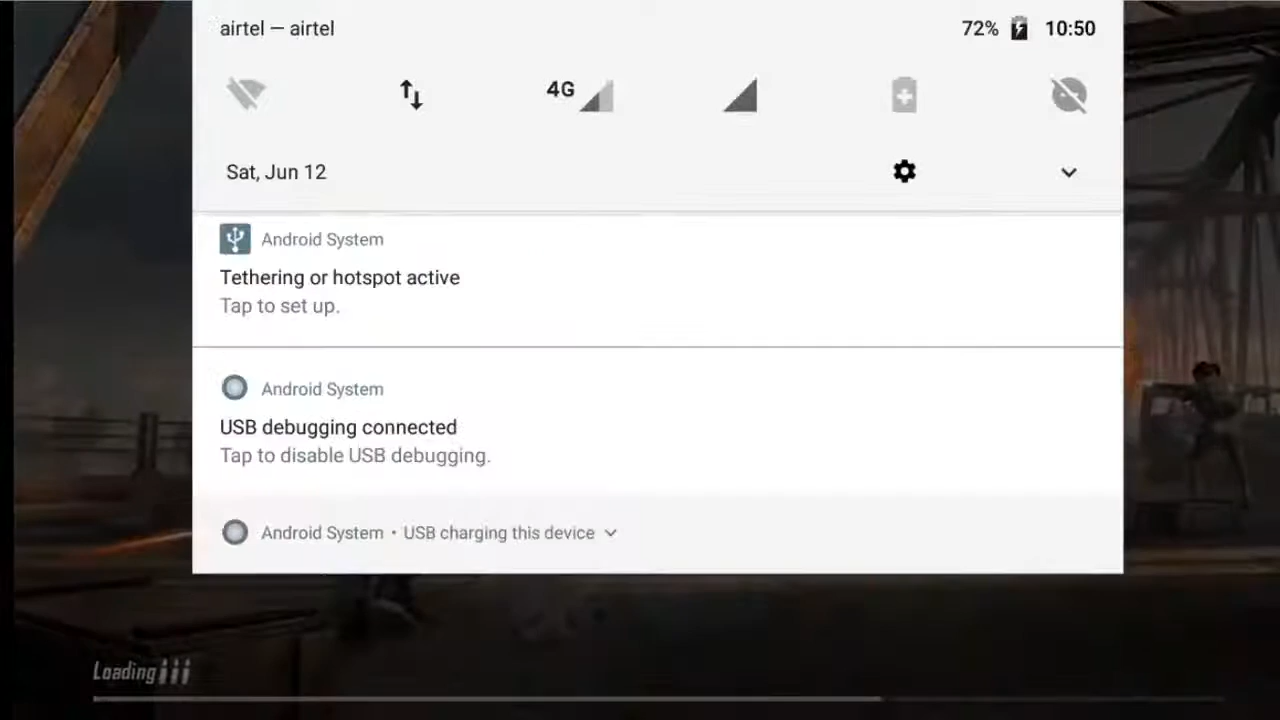 airtel — airtel
72% 10:50
4G
Sat, Jun 12
Android System
Tethering or hotspot active
Tap to set up.
Android System
USB debugging connected
Tap to disable USB debugging.
Android System • USB charging this device
Loading